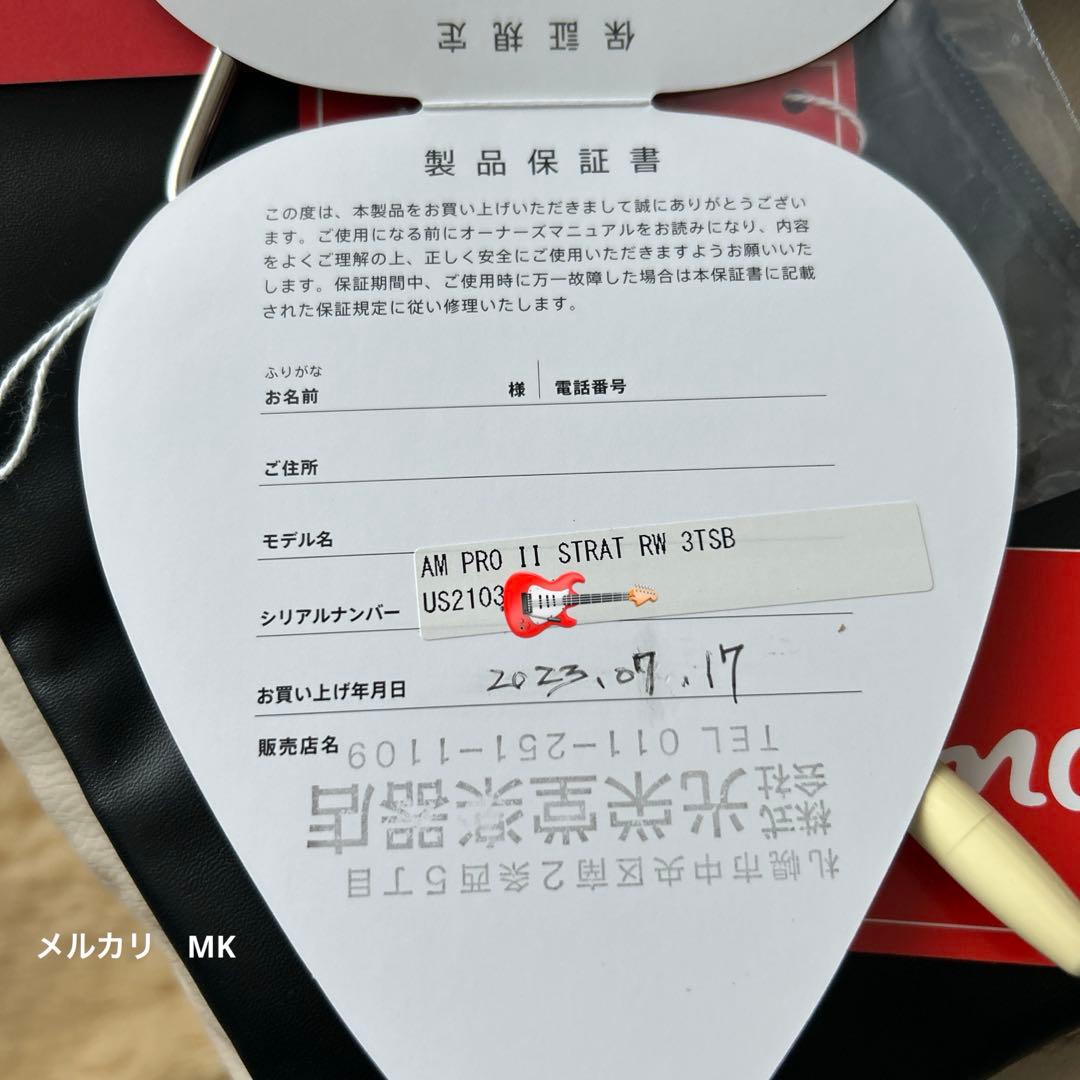 保証規定
製品保証書
この度は、本製品をお買い上げいただきまして誠にありがとうござい
ます。ご使用になる前にオーナーズマニュアルをお読みになり、内容
をよくご理解の上、正しく安全にご使用いただきますようお願いいた
します。保証期間中、ご使用時に万一故障した場合は本保証書に記載
された保証規定に従い修理いたします。
ふりがな
お名前 様 電話番号
ご住所
モデル名 AM PRO II STRAT RW 3TSB
シリアルナンバー US2103
お買い上げ年月日 2023.07.17
販売店名
札幌市中央区南2条西5丁目
株式会社 光栄堂楽器店
TEL 011-251-1109
メルカリ MK